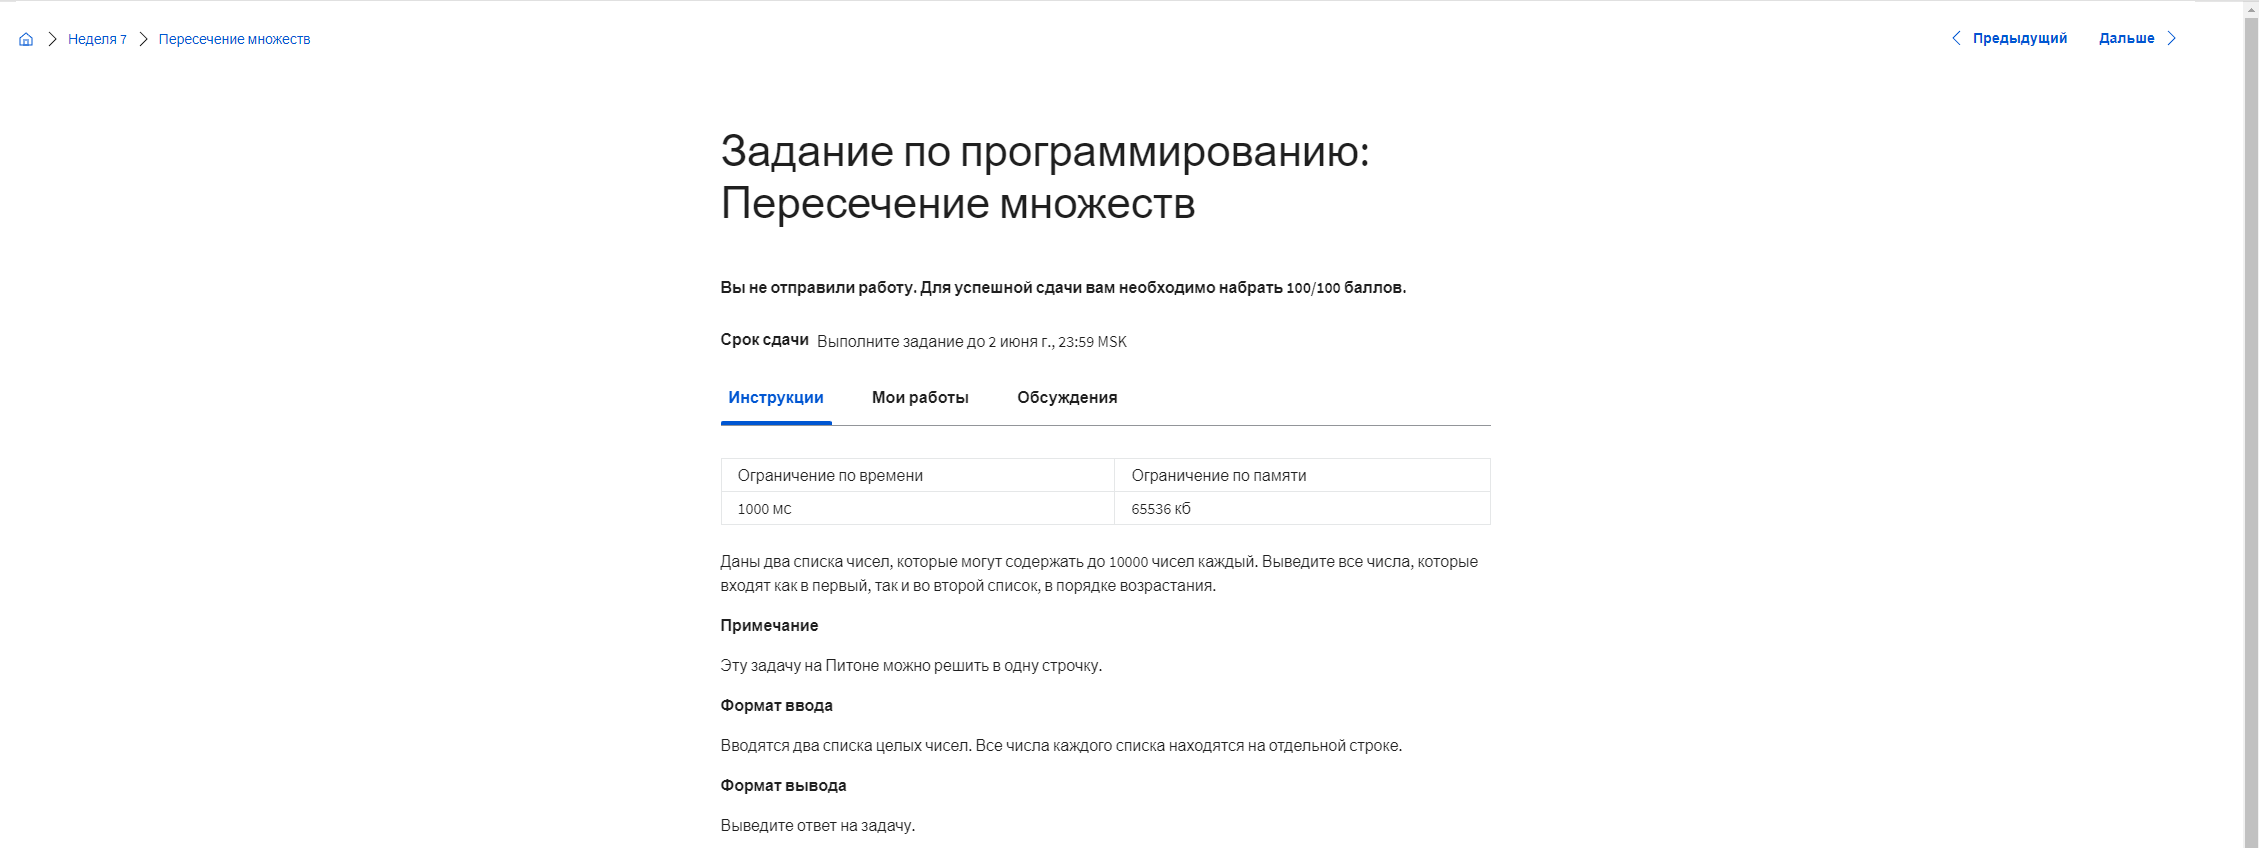 Неделя 7 Пересечение множеств Предыдущий Дальше
Задание по программированию:
Пересечение множеств
Вы не отправили работу. Для успешной сдачи вам необходимо набрать 100/100 баллов.
Срок сдачи Выполните задание до 2 июня г., 23:59 MSK
Инструкции Мои работы Обсуждения
Ограничение по времени Ограничение по памяти
1000 мс 65536 кб
Даны два списка чисел, которые могут содержать до 10000 чисел каждый. Выведите все числа, которые
входят как в первый, так и во второй список, в порядке возрастания.
Примечание
Эту задачу на Питоне можно решить в одну строчку.
Формат ввода
Вводятся два списка целых чисел. Все числа каждого списка находятся на отдельной строке.
Формат вывода
Выведите ответ на задачу.